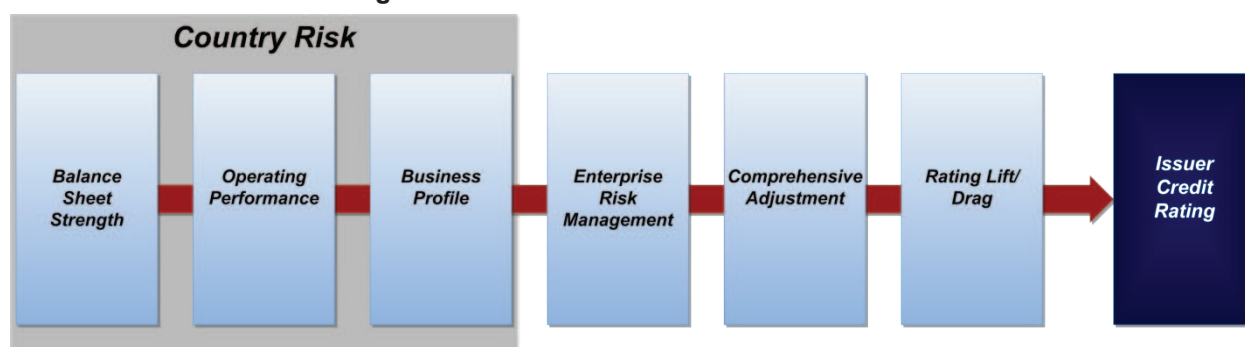 Country Risk
Balance
Sheet
Strength
Operating
Performance
Business
Profile
Enterprise
Risk
Management
Comprehensive
Adjustment
Rating Lift/
Drag
Issuer
Credit
Rating